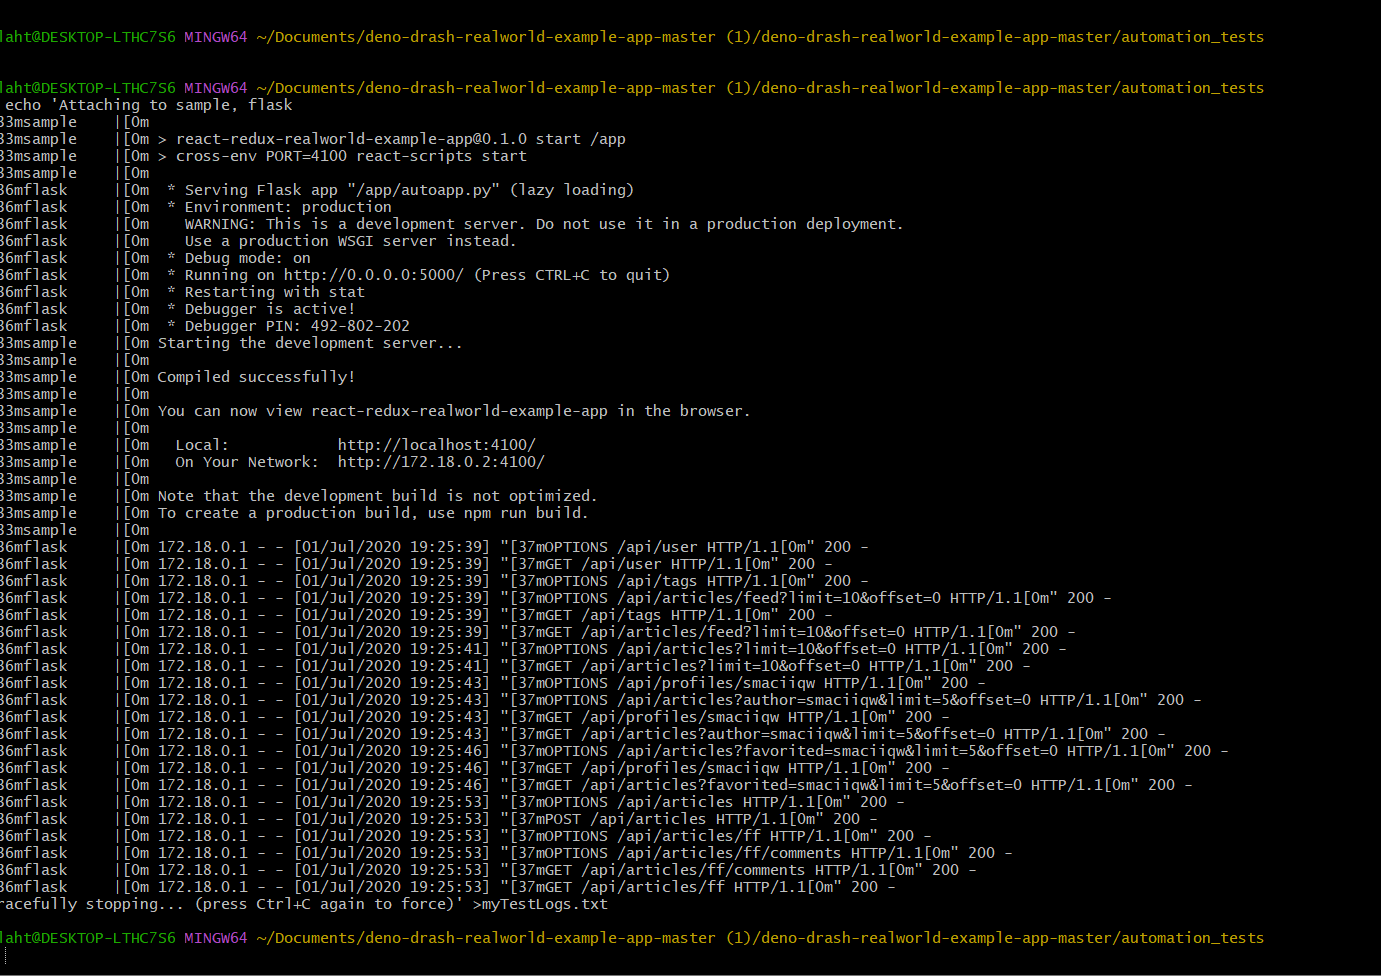 laht@DESKTOP-LTHC7S6 MINGW64 ~/Documents/deno-drash-realworld-example-app-master (1)/deno-drash-realworld-example-app-master/automation_tests
laht@DESKTOP-LTHC7S6 MINGW64 ~/Documents/deno-drash-realworld-example-app-master (1)/deno-drash-realworld-example-app-master/automation_tests
echo 'Attaching to sample, flask
33msample    |[0m
33msample    |[0m > react-redux-realworld-example-app@0.1.0 start /app
33msample    |[0m > cross-env PORT=4100 react-scripts start
33msample    |[0m
36mflask     |[0m  * Serving Flask app "/app/autoapp.py" (lazy loading)
36mflask     |[0m  * Environment: production
36mflask     |[0m    WARNING: This is a development server. Do not use it in a production deployment.
36mflask     |[0m    Use a production WSGI server instead.
36mflask     |[0m  * Debug mode: on
36mflask     |[0m  * Running on http://0.0.0.0:5000/ (Press CTRL+C to quit)
36mflask     |[0m  * Restarting with stat
36mflask     |[0m  * Debugger is active!
36mflask     |[0m  * Debugger PIN: 492-802-202
33msample    |[0m Starting the development server...
33msample    |[0m
33msample    |[0m Compiled successfully!
33msample    |[0m
33msample    |[0m You can now view react-redux-realworld-example-app in the browser.
33msample    |[0m
33msample    |[0m   Local:            http://localhost:4100/
33msample    |[0m   On Your Network:  http://172.18.0.2:4100/
33msample    |[0m
33msample    |[0m Note that the development build is not optimized.
33msample    |[0m To create a production build, use npm run build.
33msample    |[0m
36mflask     |[0m 172.18.0.1 - - [01/Jul/2020 19:25:39] "[37mOPTIONS /api/user HTTP/1.1[0m" 200 -
36mflask     |[0m 172.18.0.1 - - [01/Jul/2020 19:25:39] "[37mGET /api/user HTTP/1.1[0m" 200 -
36mflask     |[0m 172.18.0.1 - - [01/Jul/2020 19:25:39] "[37mOPTIONS /api/tags HTTP/1.1[0m" 200 -
36mflask     |[0m 172.18.0.1 - - [01/Jul/2020 19:25:39] "[37mOPTIONS /api/articles/feed?limit=10&offset=0 HTTP/1.1[0m" 200 -
36mflask     |[0m 172.18.0.1 - - [01/Jul/2020 19:25:39] "[37mGET /api/tags HTTP/1.1[0m" 200 -
36mflask     |[0m 172.18.0.1 - - [01/Jul/2020 19:25:39] "[37mGET /api/articles/feed?limit=10&offset=0 HTTP/1.1[0m" 200 -
36mflask     |[0m 172.18.0.1 - - [01/Jul/2020 19:25:41] "[37mOPTIONS /api/articles?limit=10&offset=0 HTTP/1.1[0m" 200 -
36mflask     |[0m 172.18.0.1 - - [01/Jul/2020 19:25:41] "[37mGET /api/articles?limit=10&offset=0 HTTP/1.1[0m" 200 -
36mflask     |[0m 172.18.0.1 - - [01/Jul/2020 19:25:43] "[37mOPTIONS /api/profiles/smaciiqw HTTP/1.1[0m" 200 -
36mflask     |[0m 172.18.0.1 - - [01/Jul/2020 19:25:43] "[37mOPTIONS /api/articles?author=smaciiqw&limit=5&offset=0 HTTP/1.1[0m" 200 -
36mflask     |[0m 172.18.0.1 - - [01/Jul/2020 19:25:43] "[37mGET /api/profiles/smaciiqw HTTP/1.1[0m" 200 -
36mflask     |[0m 172.18.0.1 - - [01/Jul/2020 19:25:43] "[37mGET /api/articles?author=smaciiqw&limit=5&offset=0 HTTP/1.1[0m" 200 -
36mflask     |[0m 172.18.0.1 - - [01/Jul/2020 19:25:46] "[37mOPTIONS /api/articles?favorited=smaciiqw&limit=5&offset=0 HTTP/1.1[0m" 200 -
36mflask     |[0m 172.18.0.1 - - [01/Jul/2020 19:25:46] "[37mGET /api/profiles/smaciiqw HTTP/1.1[0m" 200 -
36mflask     |[0m 172.18.0.1 - - [01/Jul/2020 19:25:46] "[37mGET /api/articles?favorited=smaciiqw&limit=5&offset=0 HTTP/1.1[0m" 200 -
36mflask     |[0m 172.18.0.1 - - [01/Jul/2020 19:25:53] "[37mOPTIONS /api/articles HTTP/1.1[0m" 200 -
36mflask     |[0m 172.18.0.1 - - [01/Jul/2020 19:25:53] "[37mPOST /api/articles HTTP/1.1[0m" 200 -
36mflask     |[0m 172.18.0.1 - - [01/Jul/2020 19:25:53] "[37mOPTIONS /api/articles/ff HTTP/1.1[0m" 200 -
36mflask     |[0m 172.18.0.1 - - [01/Jul/2020 19:25:53] "[37mOPTIONS /api/articles/ff/comments HTTP/1.1[0m" 200 -
36mflask     |[0m 172.18.0.1 - - [01/Jul/2020 19:25:53] "[37mGET /api/articles/ff/comments HTTP/1.1[0m" 200 -
36mflask     |[0m 172.18.0.1 - - [01/Jul/2020 19:25:53] "[37mGET /api/articles/ff HTTP/1.1[0m" 200 -
racefully stopping... (press Ctrl+C again to force)' >myTestLogs.txt
laht@DESKTOP-LTHC7S6 MINGW64 ~/Documents/deno-drash-realworld-example-app-master (1)/deno-drash-realworld-example-app-master/automation_tests